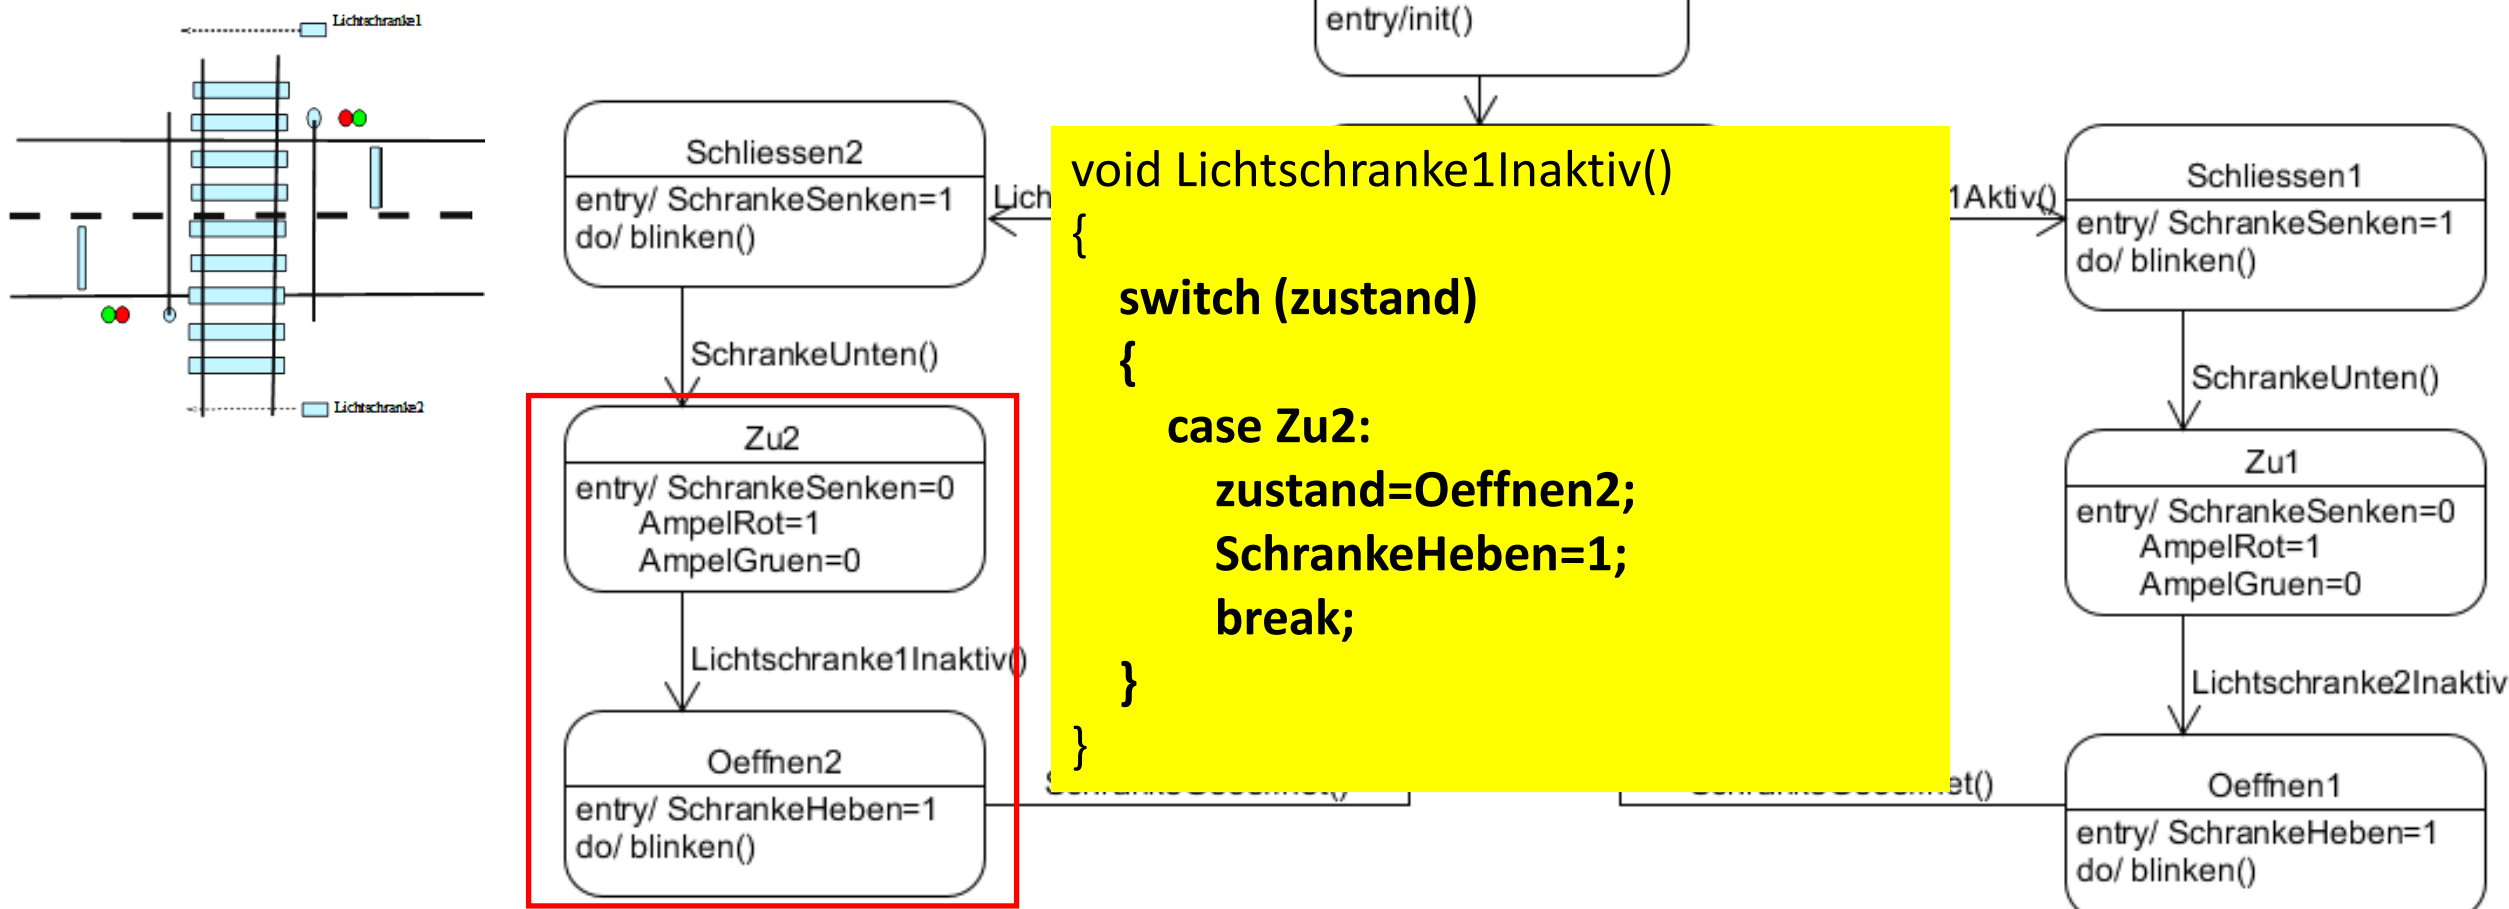 Lichtschranke1
Lichtschranke2
entry/init()
Schliessen2
entry/ SchrankeSenken=1
do/ blinken()
SchrankeUnten()
Zu2
entry/ SchrankeSenken=0
AmpelRot=1
AmpelGruen=0
Lichtschranke1Inaktiv()
Oeffnen2
entry/ SchrankeHeben=1
do/ blinken()
Lich
void Lichtschranke1Inaktiv()
{
switch (zustand)
{
case Zu2:
zustand=Oeffnen2;
SchrankeHeben=1;
break;
}
}
1Aktiv()
et()
Schliessen1
entry/ SchrankeSenken=1
do/ blinken()
SchrankeUnten()
Zu1
entry/ SchrankeSenken=0
AmpelRot=1
AmpelGruen=0
Lichtschranke2Inaktiv
Oeffnen1
entry/ SchrankeHeben=1
do/ blinken()